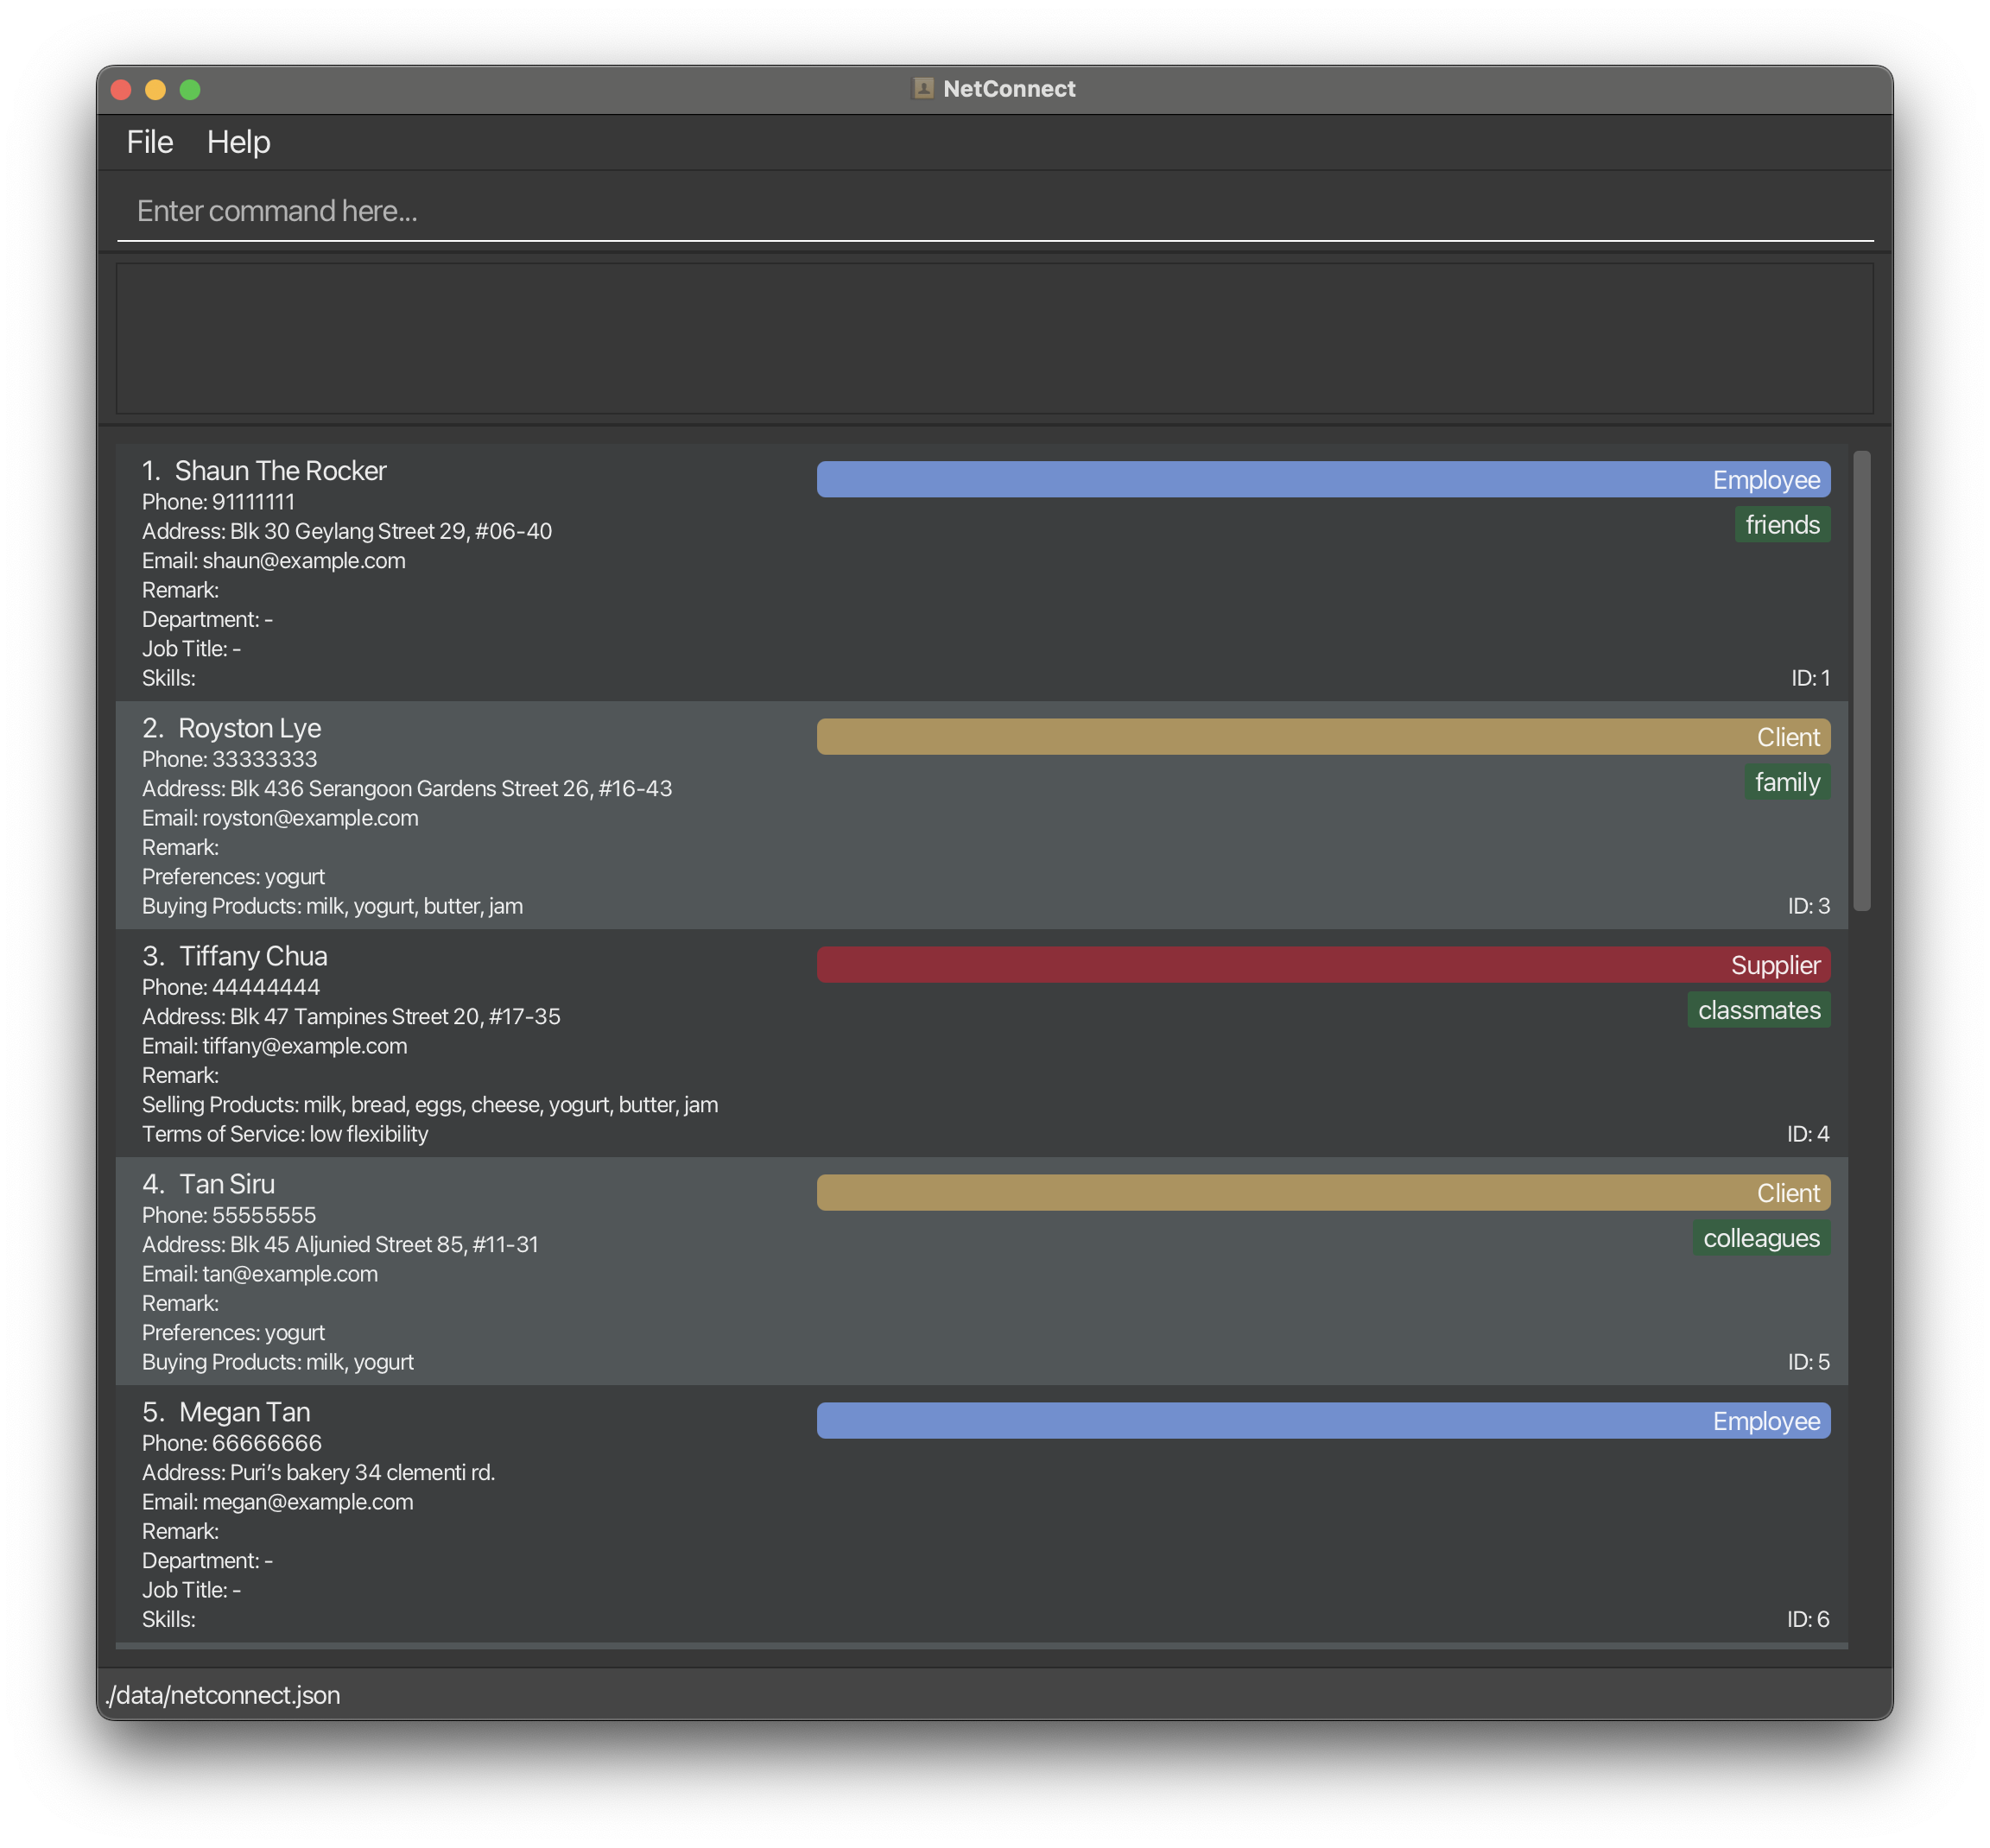 NetConnect
File Help
Enter command here...
1. Shaun The Rocker
Employee
Phone: 91111111
friends
Address: Blk 30 Geylang Street 29, #06-40
Email: shaun@example.com
Remark:
Department: -
Job Title: -
Skills:
ID: 1
2. Royston Lye
Client
Phone: 33333333
family
Address: Blk 436 Serangoon Gardens Street 26, #16-43
Email: royston@example.com
Remark:
Preferences: yogurt
Buying Products: milk, yogurt, butter, jam
ID: 3
3. Tiffany Chua
Supplier
Phone: 44444444
classmates
Address: Blk 47 Tampines Street 20, #17-35
Email: tiffany@example.com
Remark:
Selling Products: milk, bread, eggs, cheese, yogurt, butter, jam
Terms of Service: low flexibility
ID: 4
4. Tan Siru
Client
Phone: 55555555
colleagues
Address: Blk 45 Aljunied Street 85, #11-31
Email: tan@example.com
Remark:
Preferences: yogurt
Buying Products: milk, yogurt
ID: 5
5. Megan Tan
Employee
Phone: 66666666
Address: Puri's bakery 34 clementi rd.
Email: megan@example.com
Remark:
Department: -
Job Title: -
Skills:
ID: 6
./data/netconnect.json